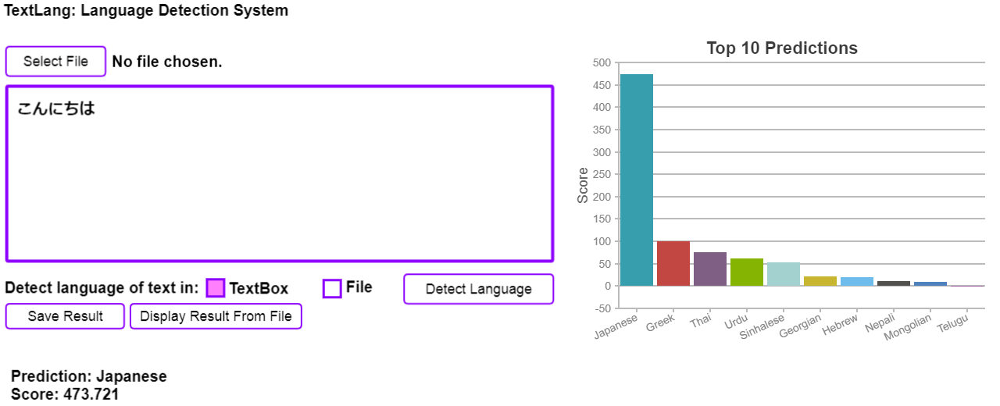 TextLang: Language Detection System
Select File No file chosen.
こんにちは
Detect language of text in: TextBox File Detect Language
Save Result Display Result From File
Prediction: Japanese
Score: 473.721
Top 10 Predictions
Score
500
450
400
350
300
250
200
150
100
50
0
-50
Japanese Greek Thai Urdu Sinhalese Georgian Hebrew Nepali Mongolian Telugu